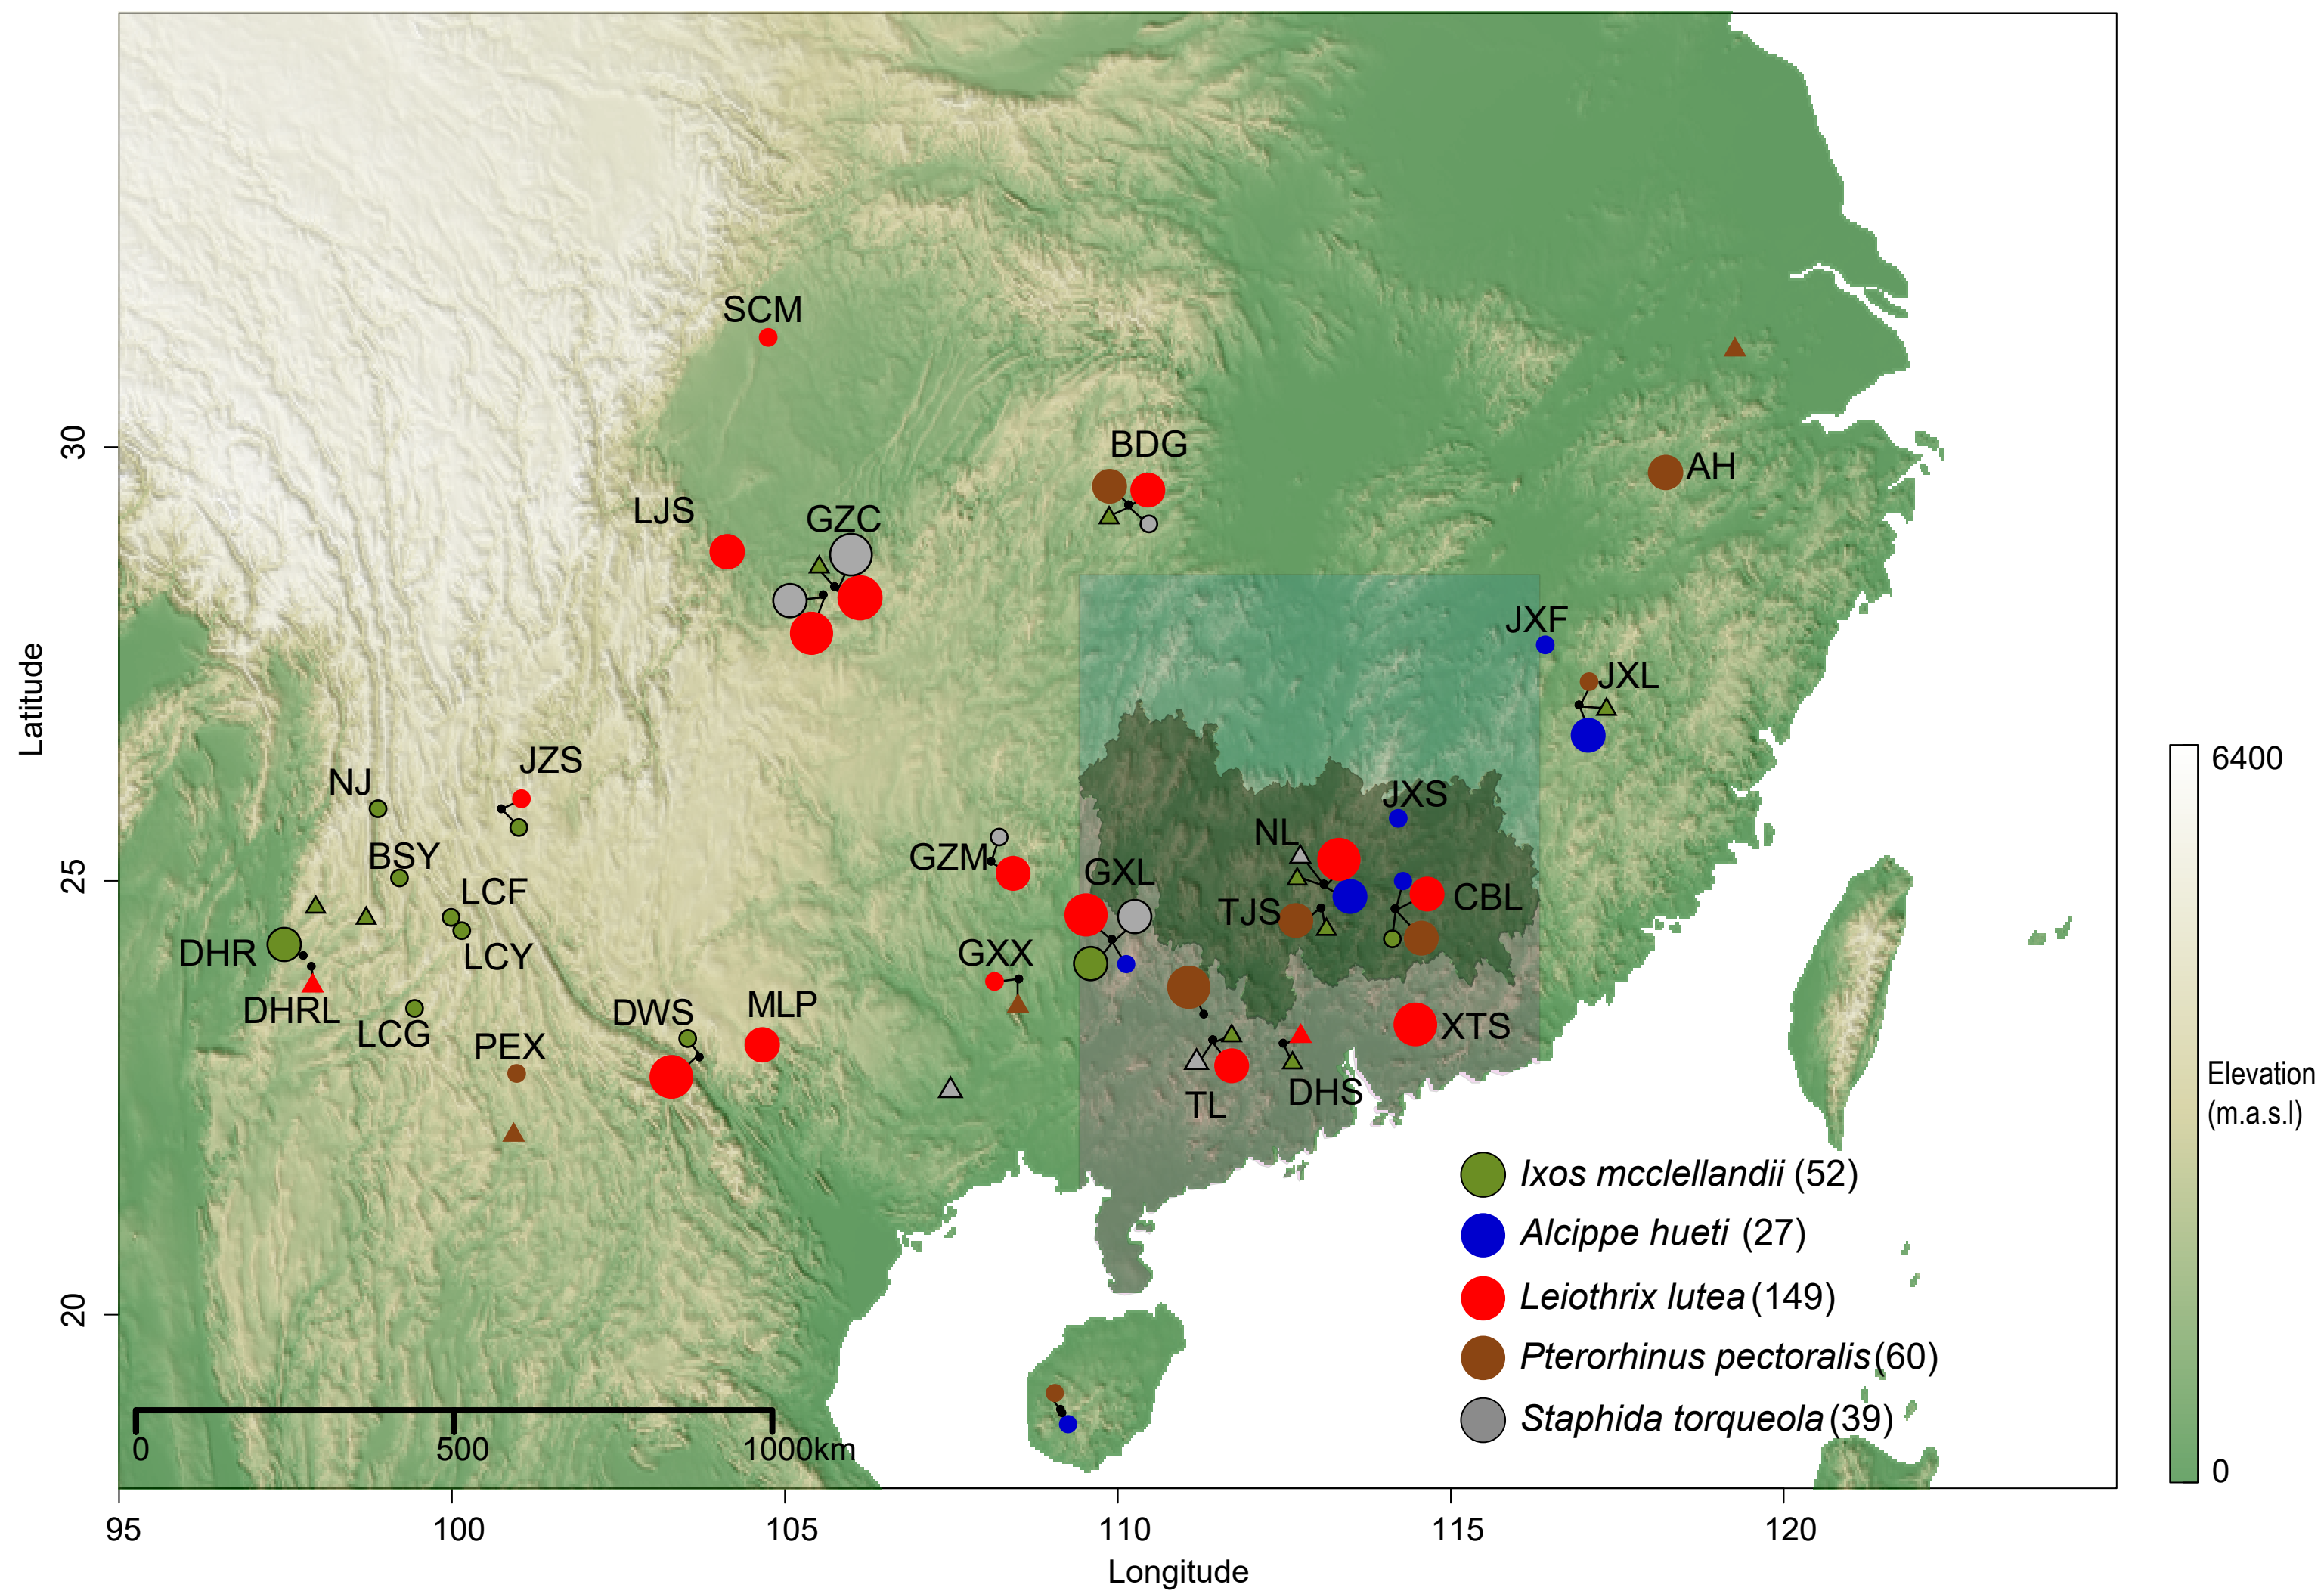 SCM
30
BDG
AH
LJS
GZC
JXF
JXL
Latitude
6400
JZS
NJ
JXS
NL
BSY
GZM
GXL
25
LCF
CBL
TJS
DHR
LCY
GXX
DHRL
LCG
DWS
MLP
XTS
PEX
Elevation
(m.a.s.l)
TL
DHS
Ixos mcclellandii (52)
Alcippe hueti (27)
Leiothrix lutea (149)
20
Pterorhinus pectoralis (60)
Staphida torqueola (39)
0 500 1000km
0
95 100 105 110 115 120
Longitude